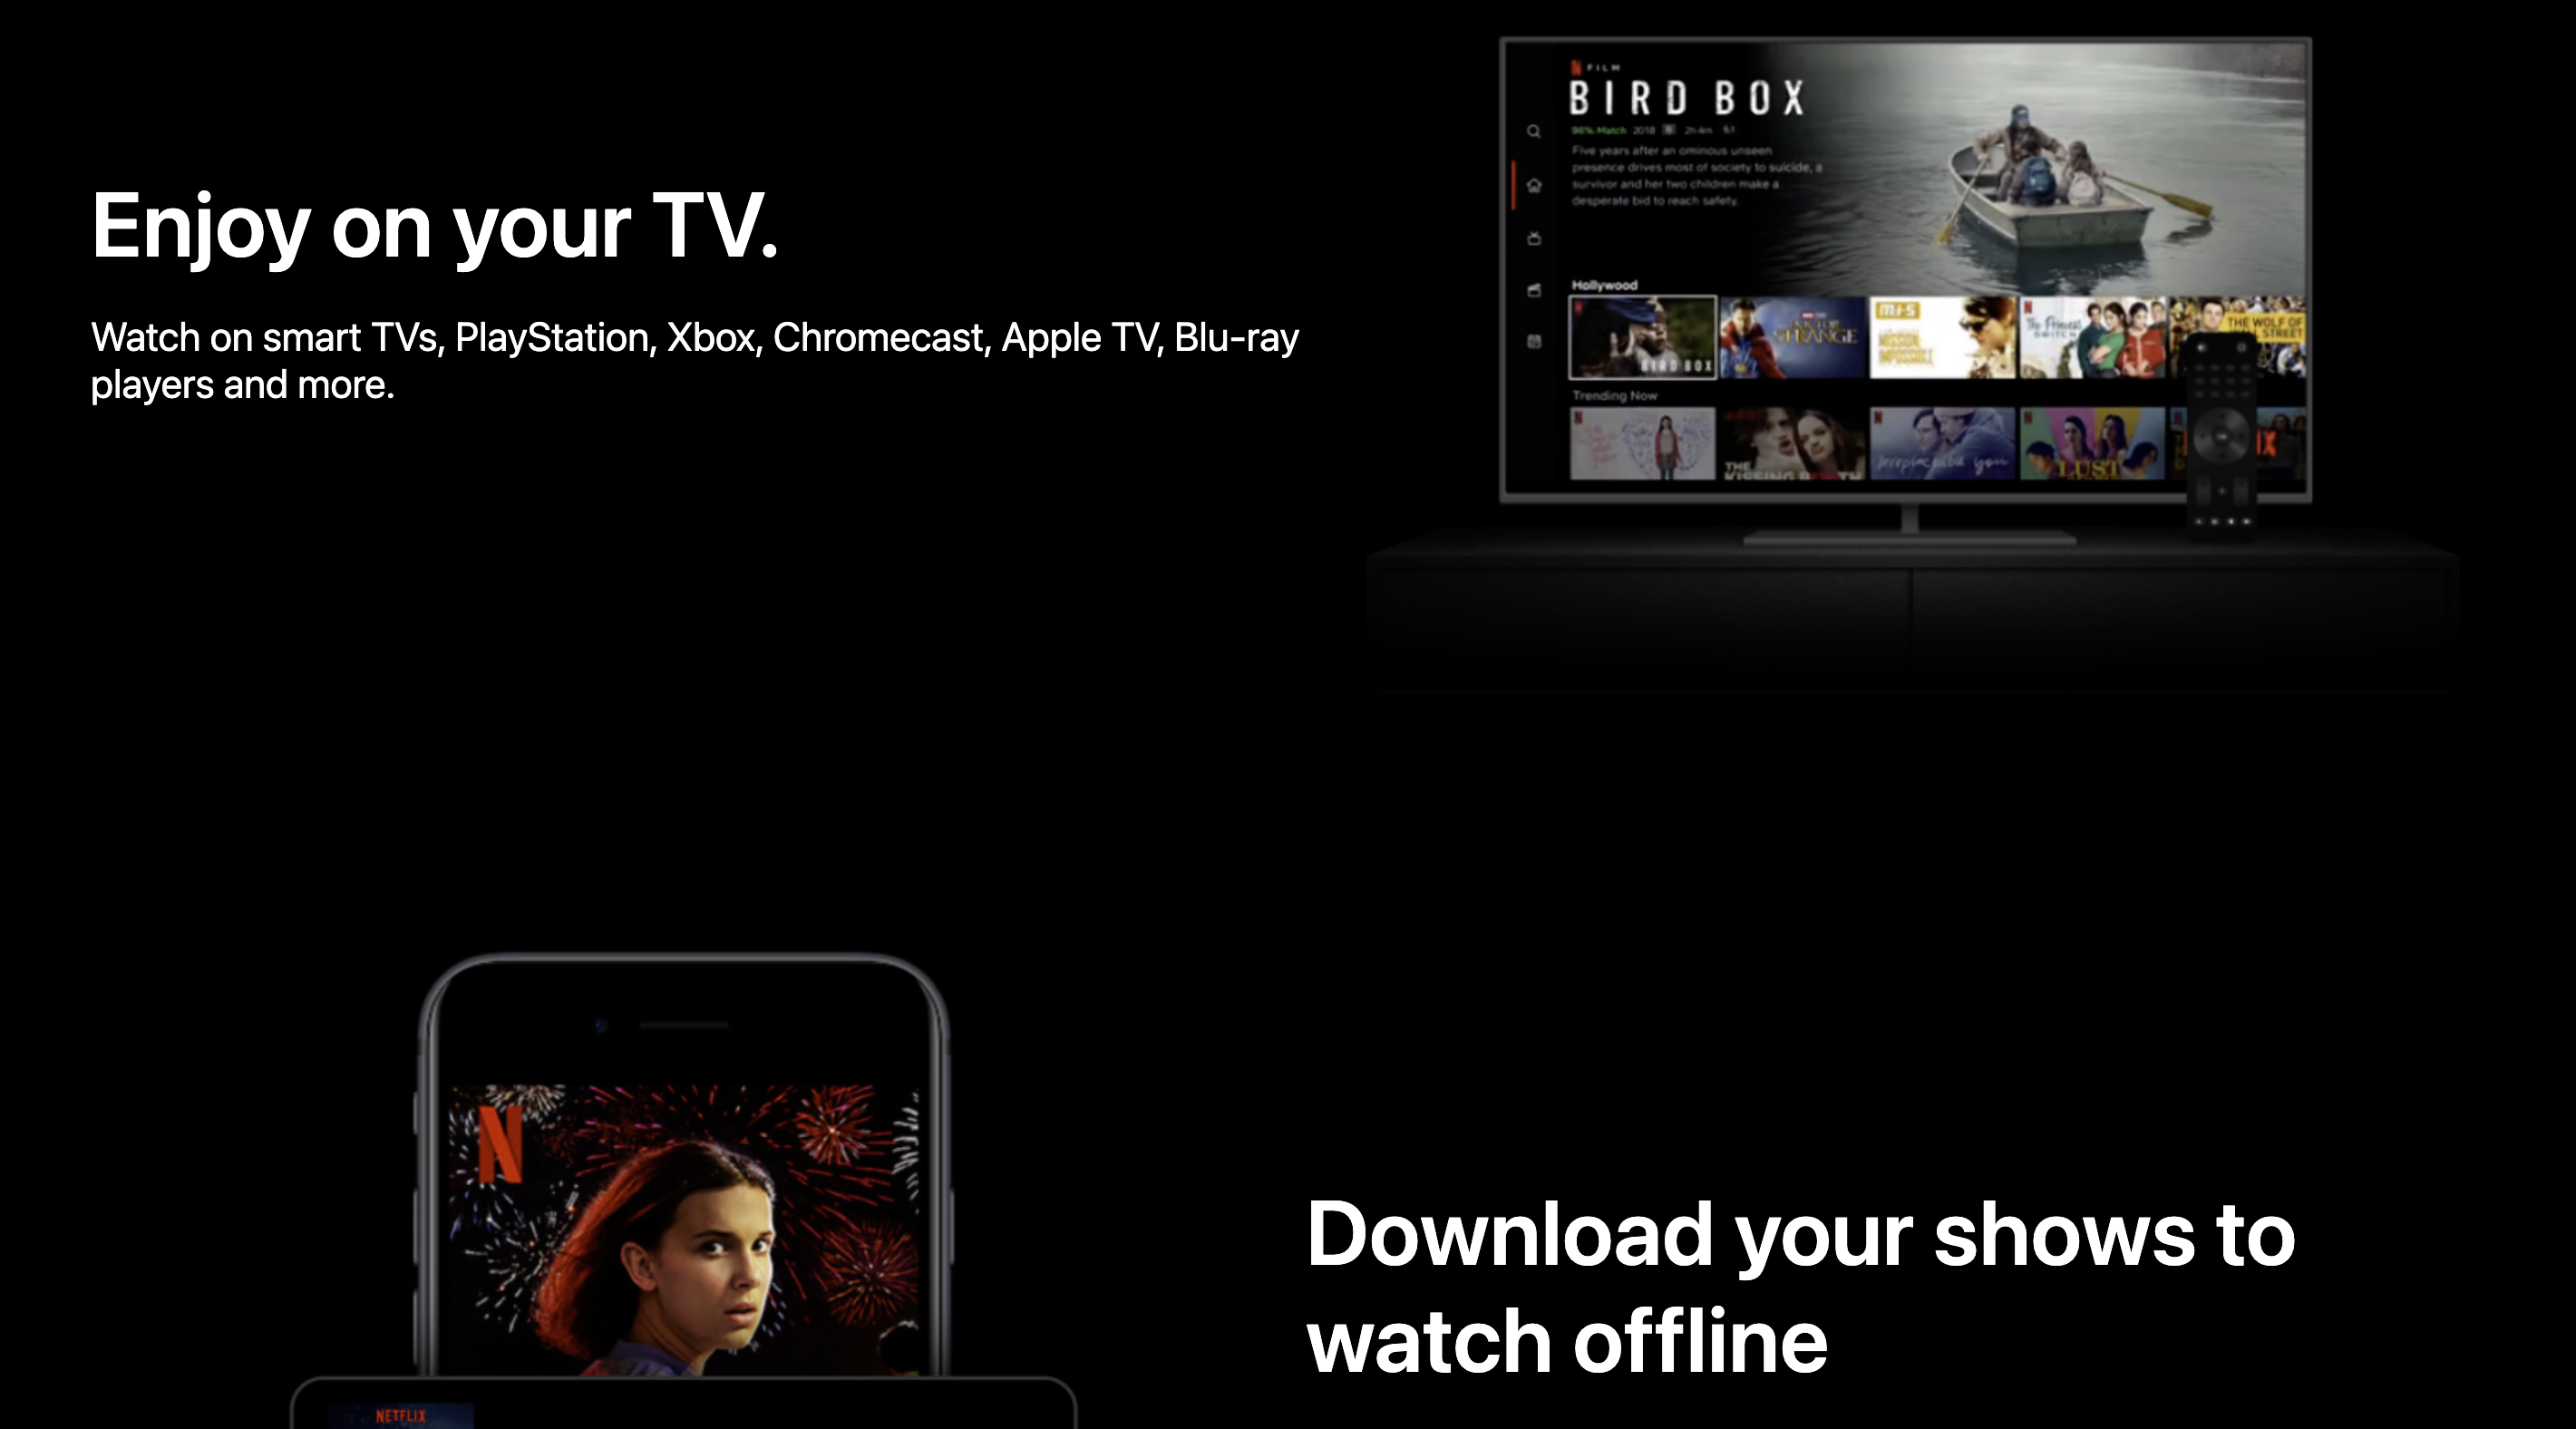 Enjoy on your TV.
Watch on smart TVs, PlayStation, Xbox, Chromecast, Apple TV, Blu-ray
players and more.
FILM
BIRD BOX
98% Match 2018 2h 4m 5.1
Five years after an ominous unseen
presence drives most of society to suicide, a
survivor and her two children make a
desperate bid to reach safety.
Hollywood
BIRD BOX
STRANGE
M:I-5
MISSION
IMPOSSIBLE
The Princess
SWITCH
THE WOLF OF
STREET
Trending Now
THE
KISSING
irreplaceable you
LUST
N
Download your shows to
watch offline
NETFLIX